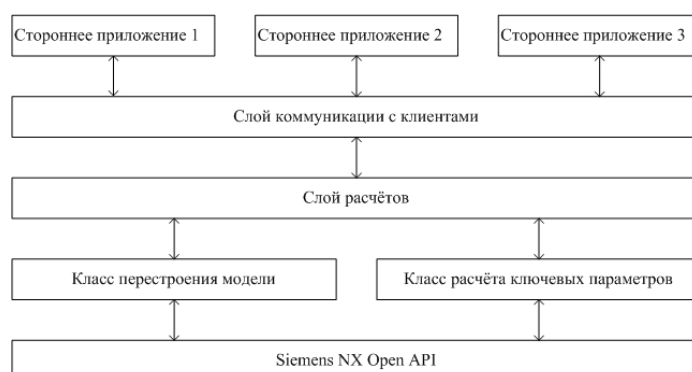 Стороннее приложение 1
Стороннее приложение 2
Стороннее приложение 3
Слой коммуникации с клиентами
Слой расчётов
Класс перестроения модели
Класс расчёта ключевых параметров
Siemens NX Open API